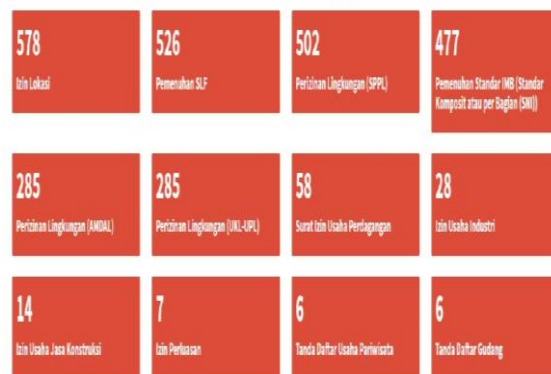 578
Izin Lokasi
526
Pemenuhan SLF
502
Perizinan Lingkungan (SPPL)
477
Pemenuhan Standar IMB (Standar
Komposit atau per Bagian (SNI))
285
Perizinan Lingkungan (AMDAL)
285
Perizinan Lingkungan (UKL-UPL)
58
Surat Izin Usaha Perdagangan
28
Izin Usaha Industri
14
Izin Usaha Jasa Konstruksi
7
Izin Perluasan
6
Tanda Daftar Usaha Pariwisata
6
Tanda Daftar Gudang